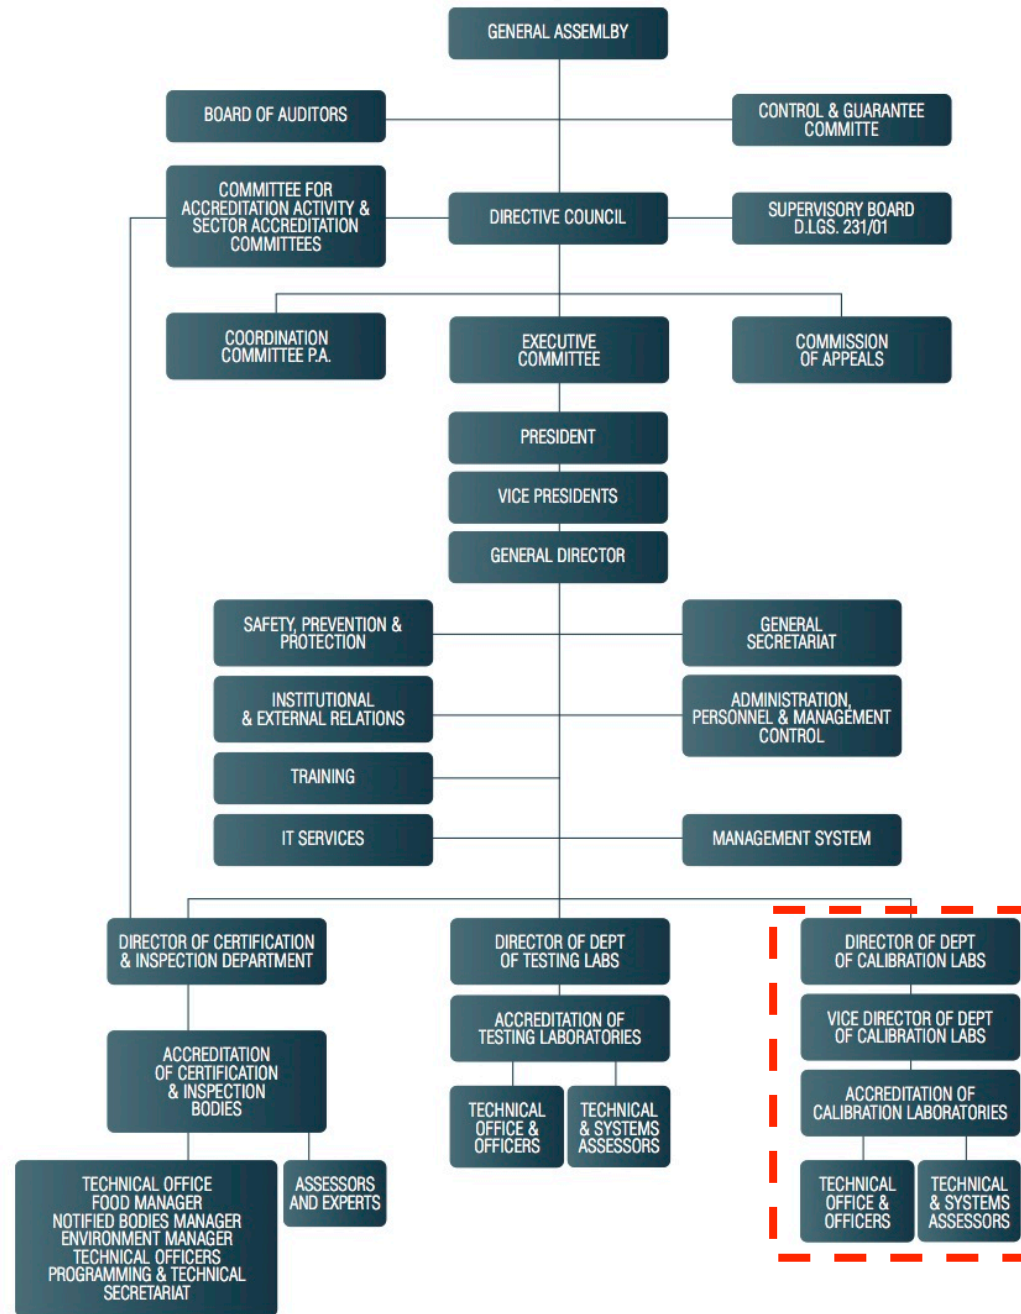 GENERAL ASSEMLBY
BOARD OF AUDITORS
CONTROL & GUARANTEE
COMMITTE
COMMITTEE FOR
ACCREDITATION ACTIVITY &
SECTOR ACCREDITATION
COMMITTEES
DIRECTIVE COUNCIL
SUPERVISORY BOARD
D.LGS. 231/01
COORDINATION
COMMITTEE P.A.
EXECUTIVE
COMMITTEE
COMMISSION
OF APPEALS
PRESIDENT
VICE PRESIDENTS
GENERAL DIRECTOR
SAFETY, PREVENTION &
PROTECTION
GENERAL
SECRETARIAT
INSTITUTIONAL
& EXTERNAL RELATIONS
ADMINISTRATION,
PERSONNEL & MANAGEMENT
CONTROL
TRAINING
IT SERVICES
MANAGEMENT SYSTEM
DIRECTOR OF CERTIFICATION
& INSPECTION DEPARTMENT
ACCREDITATION
OF CERTIFICATION
& INSPECTION
BODIES
TECHNICAL OFFICE
FOOD MANAGER
NOTIFIED BODIES MANAGER
ENVIRONMENT MANAGER
TECHNICAL OFFICERS
PROGRAMMING & TECHNICAL
SECRETARIAT
ASSESSORS
AND EXPERTS
DIRECTOR OF DEPT
OF TESTING LABS
ACCREDITATION OF
TESTING LABORATORIES
TECHNICAL
OFFICE &
OFFICERS
TECHNICAL
& SYSTEMS
ASSESSORS
DIRECTOR OF DEPT
OF CALIBRATION LABS
VICE DIRECTOR OF DEPT
OF CALIBRATION LABS
ACCREDITATION OF
CALIBRATION LABORATORIES
TECHNICAL
OFFICE &
OFFICERS
TECHNICAL
& SYSTEMS
ASSESSORS